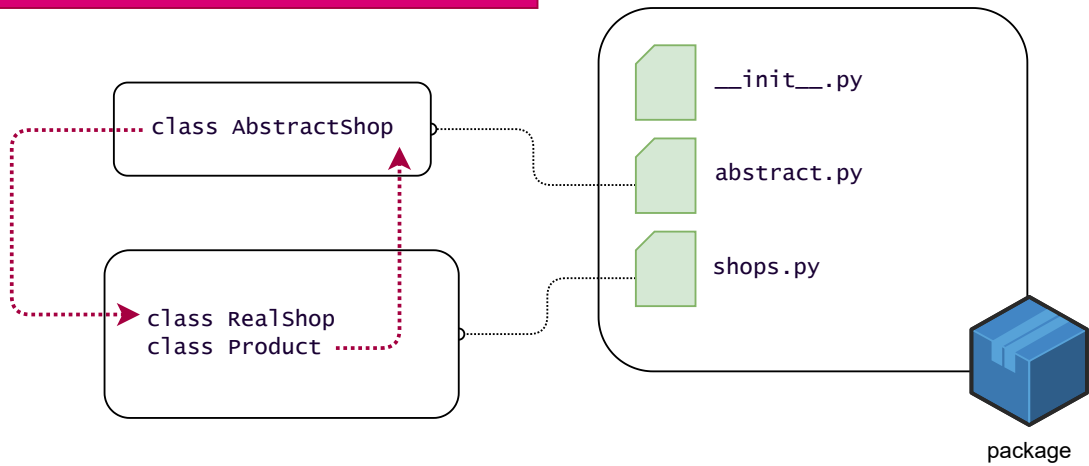 __init__.py
class AbstractShop
abstract.py
shops.py
class RealShop
class Product
package